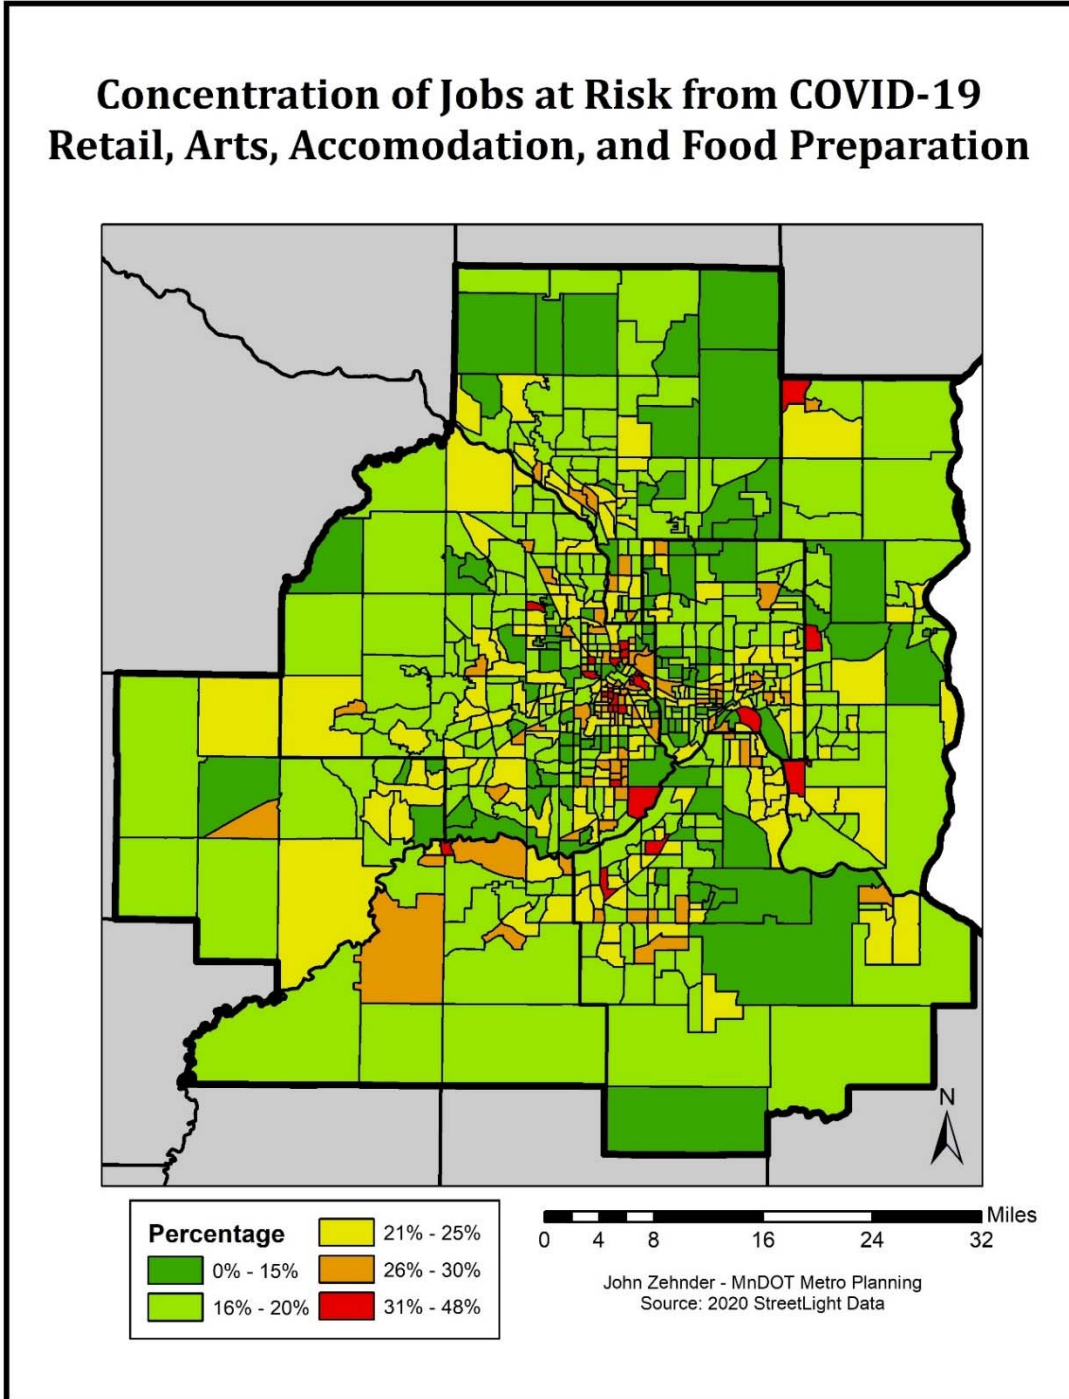 Concentration of Jobs at Risk from COVID-19
Retail, Arts, Accomodation, and Food Preparation
N
Percentage
0% - 15%
16% - 20%
21% - 25%
26% - 30%
31% - 48%
Miles
0 4 8 16 24 32
John Zehnder - MnDOT Metro Planning
Source: 2020 StreetLight Data